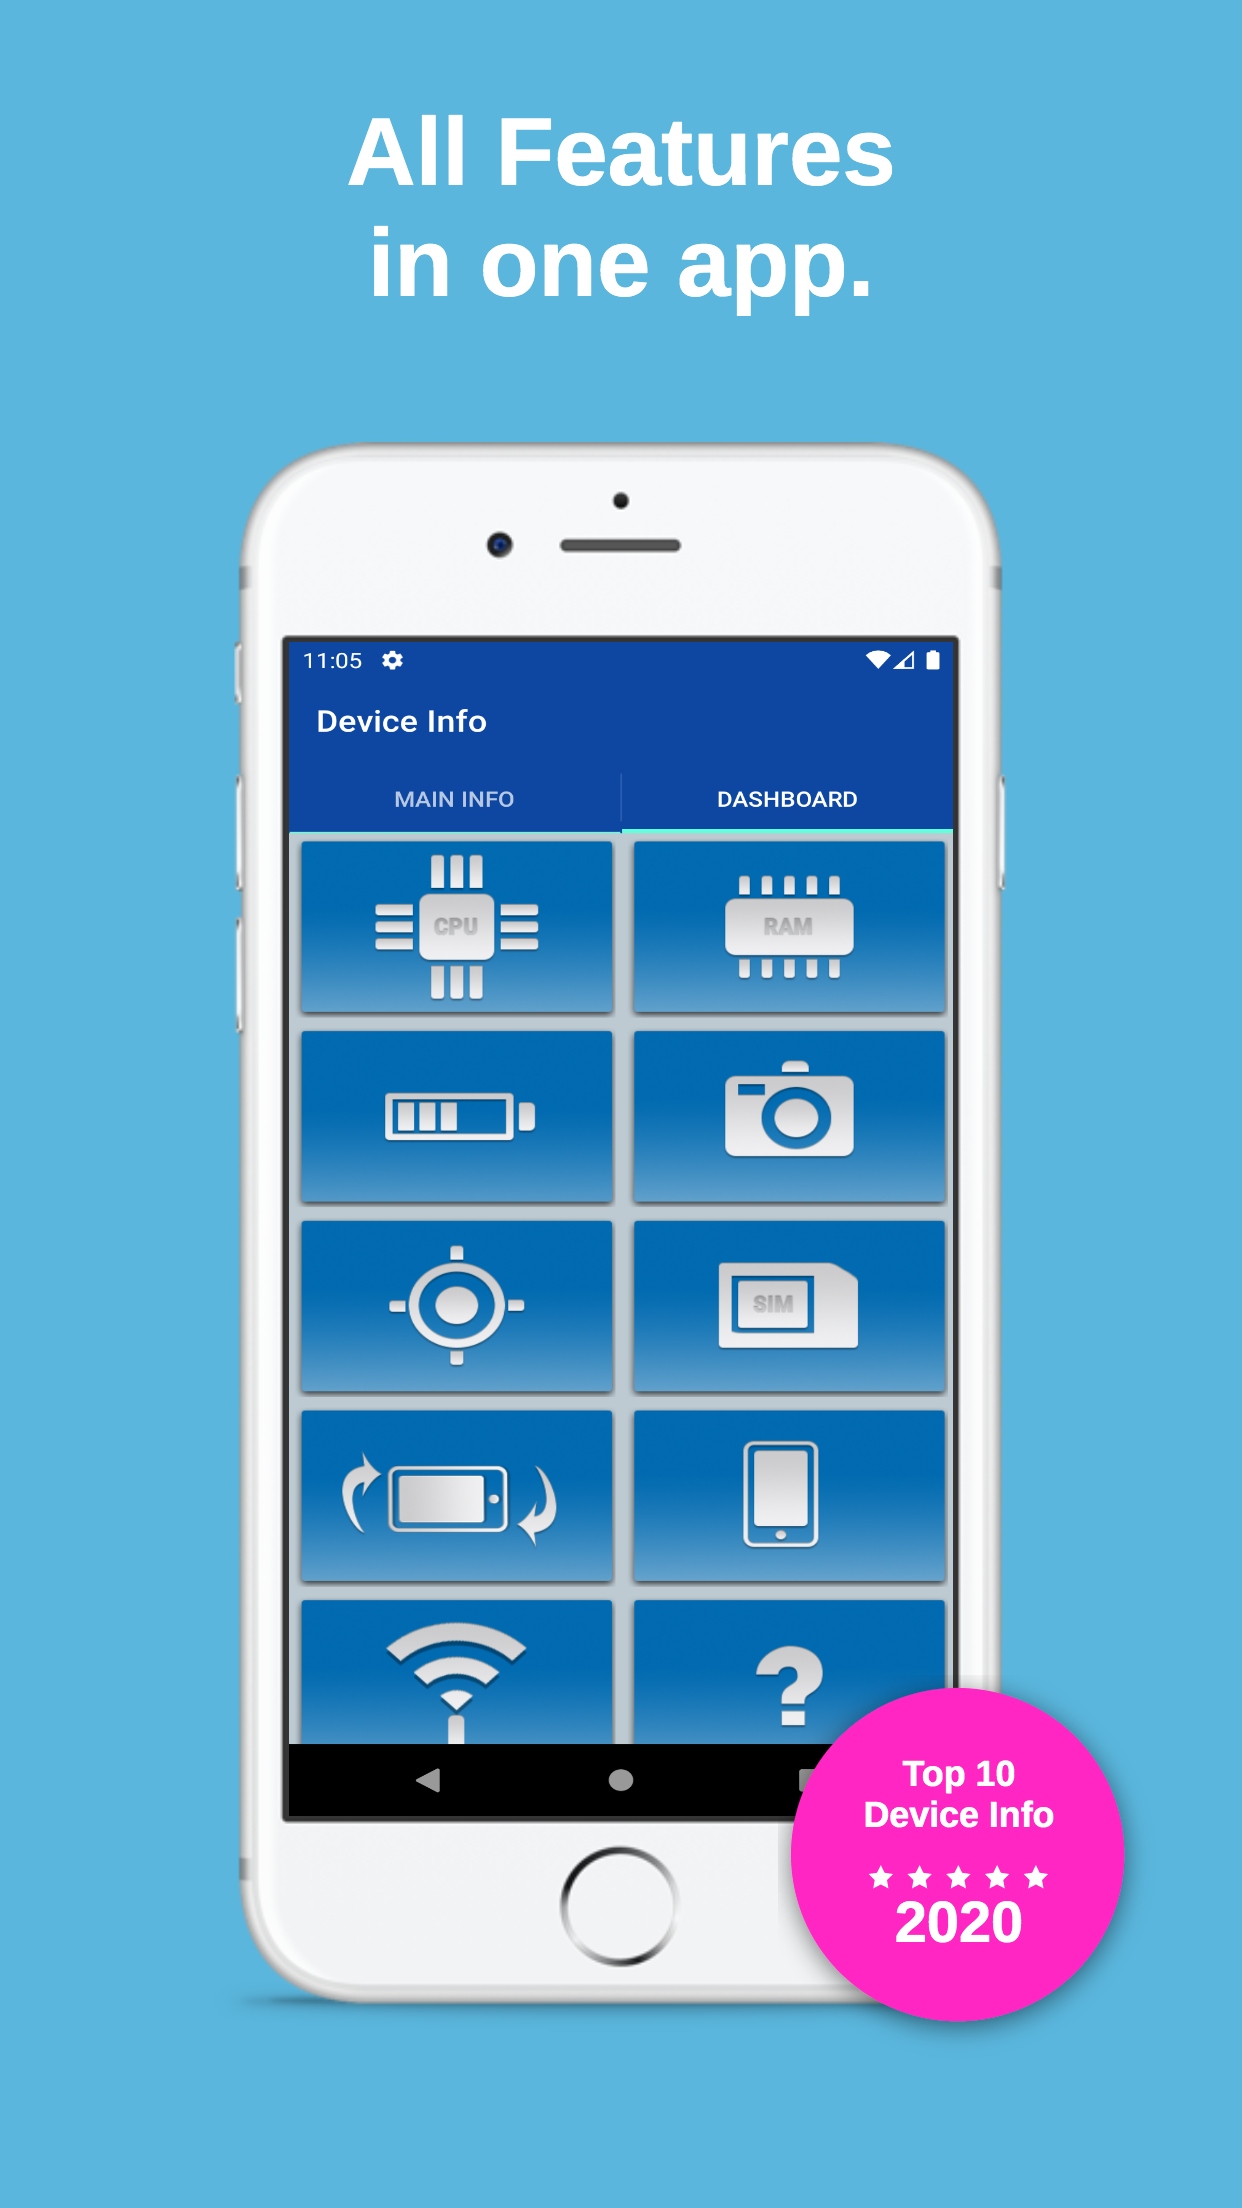 All Features
in one app.
11:05
Device Info
MAIN INFO
DASHBOARD
CPU
RAM
SIM
?
Top 10
Device Info
2020